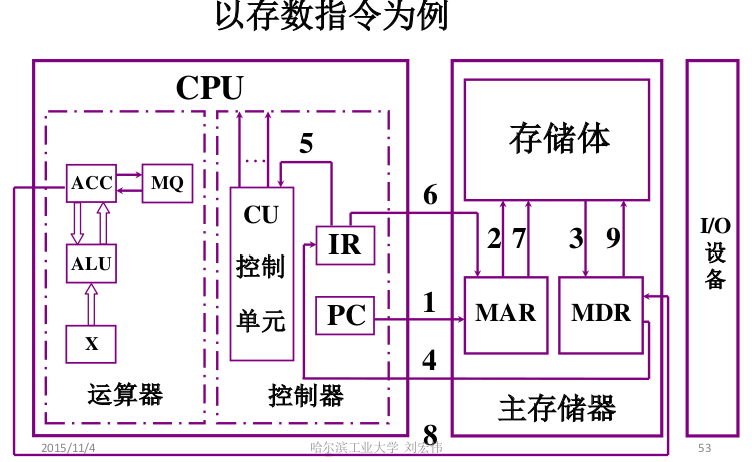 以存数指令为例
CPU
5
存储体
ACC
MQ
CU
控制
单元
6
IR
2
7
3
9
I/O
设
备
ALU
PC
1
MAR
MDR
X
4
运算器
控制器
主存储器
8
2015/11/4
哈尔滨工业大学 刘宏伟
53